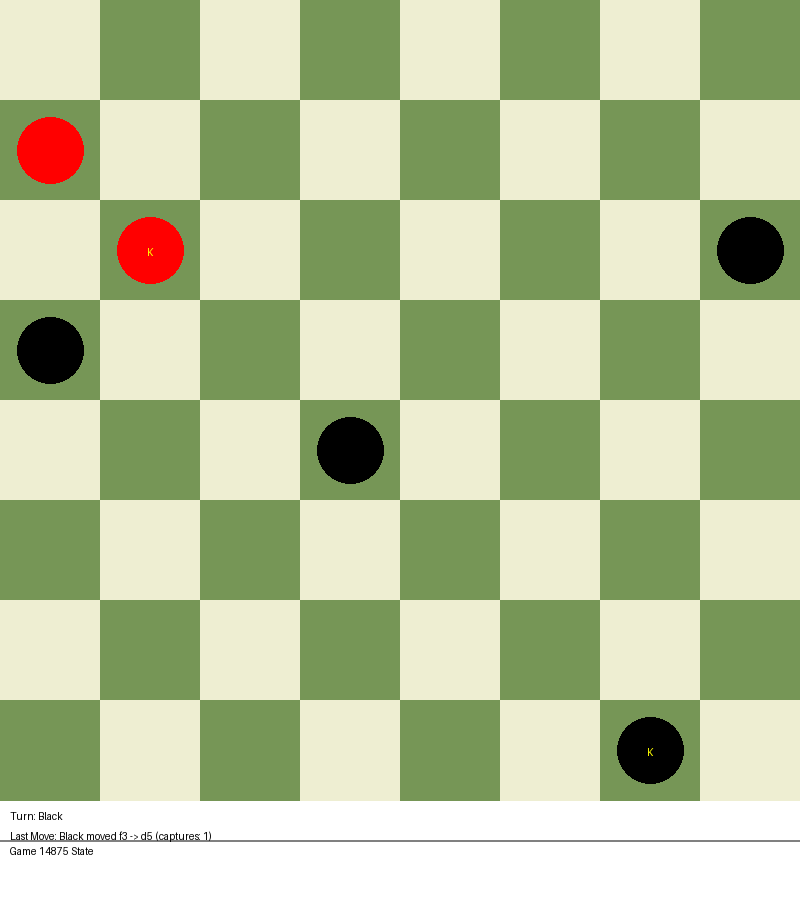 K
K
Turn: Black
Last Move: Black moved f3 -> d5 (captures: 1)
Game 14875 State